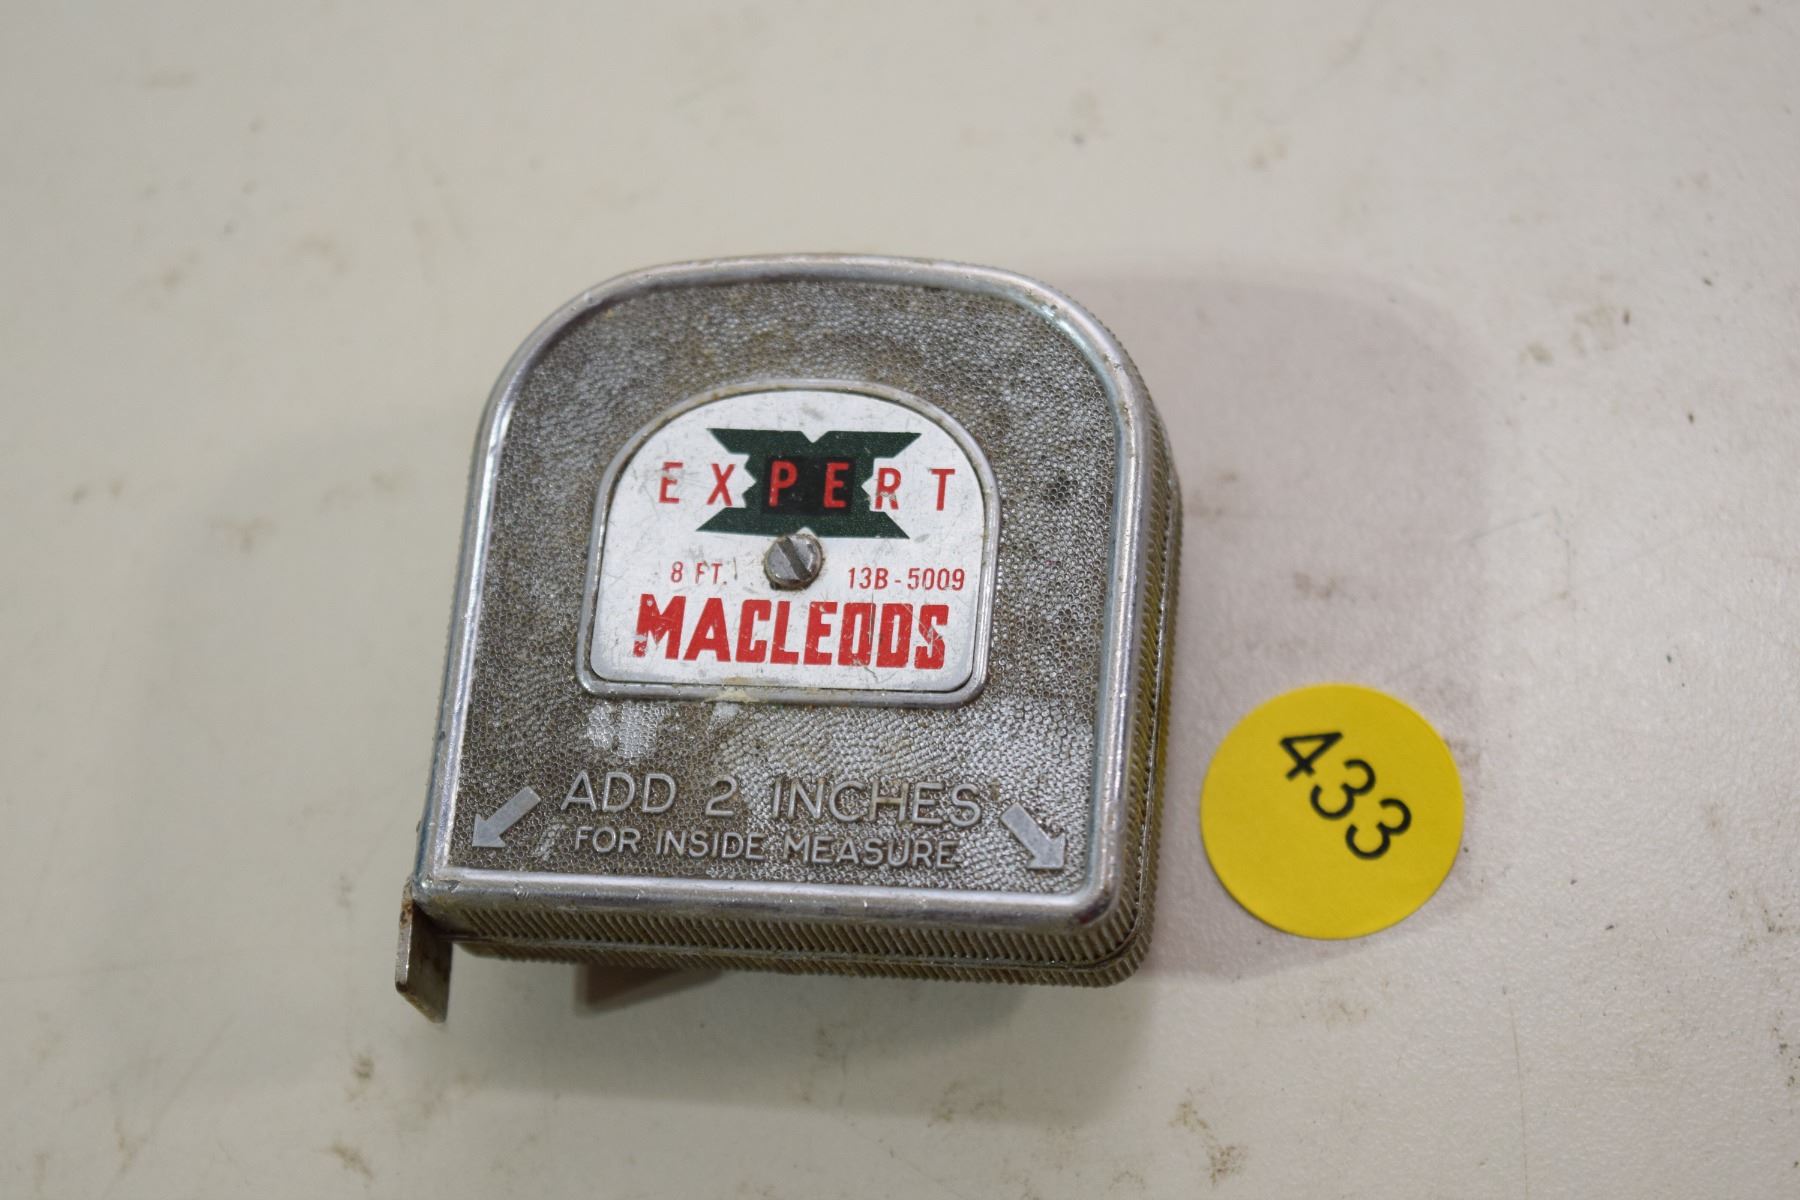 EXPERT
8 FT. 13B-5009
MACLEODS
ADD 2 INCHES
FOR INSIDE MEASURE
433